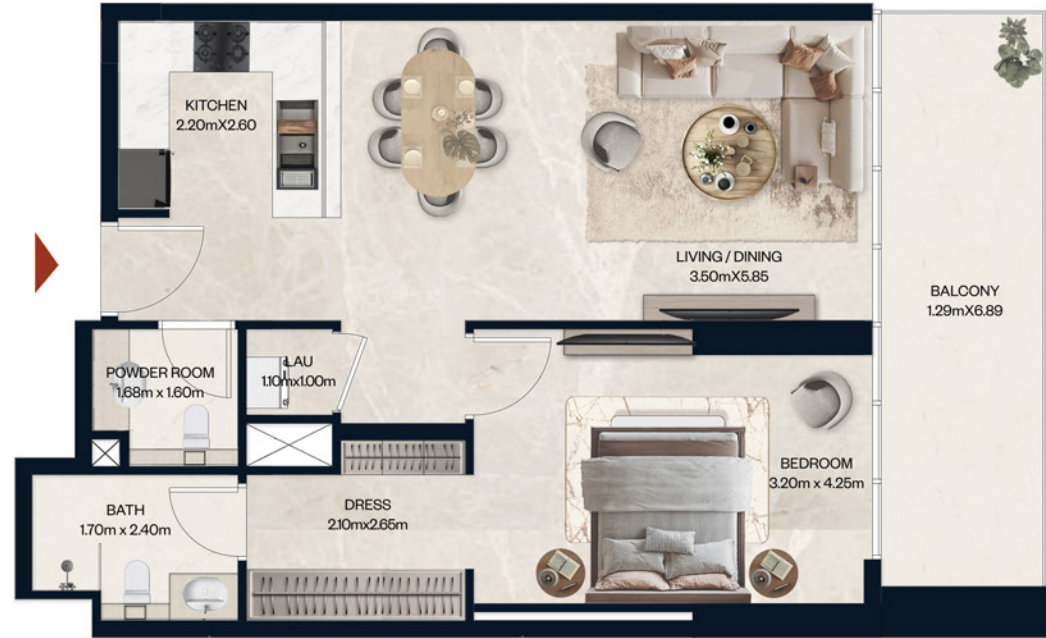 KITCHEN
2.20mX2.60
LIVING / DINING
3.50mX5.85
BALCONY
1.29mX6.89
POWDER ROOM
1.68m x 1.60m
LAU
1.10mx1.00m
BEDROOM
3.20m x 4.25m
DRESS
2.10mx2.65m
BATH
1.70m x 2.40m